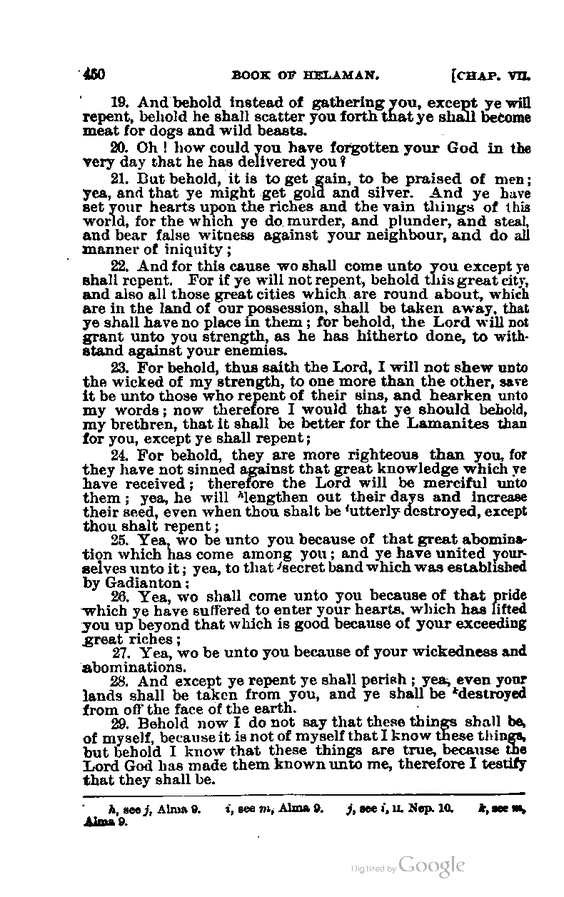 450 BOOK OF HELAMAN. [CHAP. VII.
19. And behold instead of gathering you, except ye will
repent, behold he shall scatter you forth that ye shall become
meat for dogs and wild beasts.
20. Oh ! how could you have forgotten your God in the
very day that he has delivered you ?
21. But behold, it is to get gain, to be praised of men ;
yea, and that ye might get gold and silver. And ye have
set your hearts upon the riches and the vain things of this
world, for the which ye do murder, and plunder, and steal,
and bear false witness against your neighbour, and do all
manner of iniquity ;
22. And for this cause wo shall come unto you except ye
shall repent. For if ye will not repent, behold this great city,
and also all those great cities which are round about, which
are in the land of our possession, shall be taken away, that
ye shall have no place in them ; for behold, the Lord will not
grant unto you strength, as he has hitherto done, to with-
stand against your enemies.
23. For behold, thus saith the Lord, I will not shew unto
the wicked of my strength, to one more than the other, save
it be unto those who repent of their sins, and hearken unto
my words ; now therefore I would that ye should behold,
my brethren, that it shall be better for the Lamanites than
for you, except ye shall repent ;
24. For behold, they are more righteous than you, for
they have not sinned against that great knowledge which ye
have received ; therefore the Lord will be merciful unto
them ; yea, he will hlengthen out their days and increase
their seed, even when thou shalt be iutterly destroyed, except
thou shalt repent ;
25. Yea, wo be unto you because of that great abomina-
tion which has come among you ; and ye have united your-
selves unto it ; yea, to that jsecret band which was established
by Gadianton ;
26. Yea, wo shall come unto you because of that pride
which ye have suffered to enter your hearts, which has lifted
you up beyond that which is good because of your exceeding
great riches ;
27. Yea, wo be unto you because of your wickedness and
abominations.
28. And except ye repent ye shall perish ; yea, even your
lands shall be taken from you, and ye shall be kdestroyed
from off the face of the earth.
29. Behold now I do not say that these things shall be,
of myself, because it is not of myself that I know these things,
but behold I know that these things are true, because the
Lord God has made them known unto me, therefore I testify
that they shall be.
h, see j, Alma 9. i, see m, Alma 9. j, see i, II. Nep. 10. k, see m,
Alma 9.
Digitized by Google